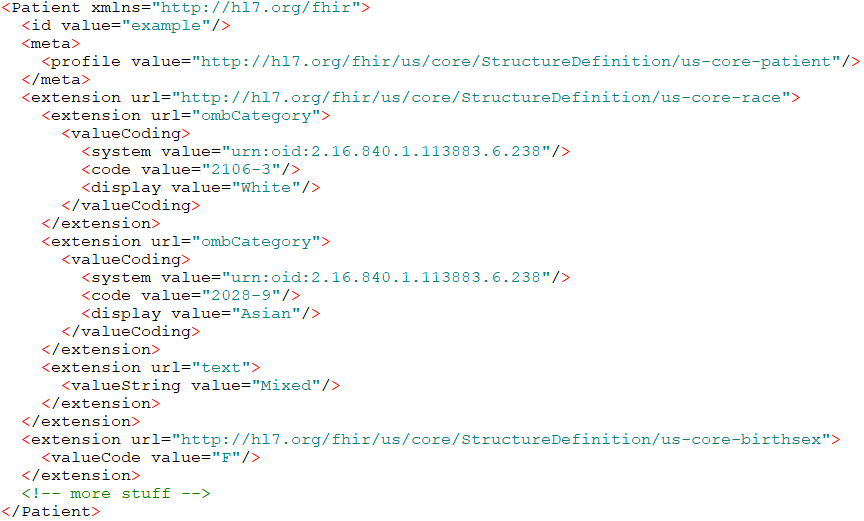 <Patient xmlns="http://hl7.org/fhir">
  <id value="example"/>
  <meta>
    <profile value="http://hl7.org/fhir/us/core/StructureDefinition/us-core-patient"/>
  </meta>
  <extension url="http://hl7.org/fhir/us/core/StructureDefinition/us-core-race">
    <extension url="ombCategory">
      <valueCoding>
        <system value="urn:oid:2.16.840.1.113883.6.238"/>
        <code value="2106-3"/>
        <display value="White"/>
      </valueCoding>
    </extension>
    <extension url="ombCategory">
      <valueCoding>
        <system value="urn:oid:2.16.840.1.113883.6.238"/>
        <code value="2028-9"/>
        <display value="Asian"/>
      </valueCoding>
    </extension>
    <extension url="text">
      <valueString value="Mixed"/>
    </extension>
  </extension>
  <extension url="http://hl7.org/fhir/us/core/StructureDefinition/us-core-birthsex">
    <valueCode value="F"/>
  </extension>
  <!-- more stuff -->
</Patient>